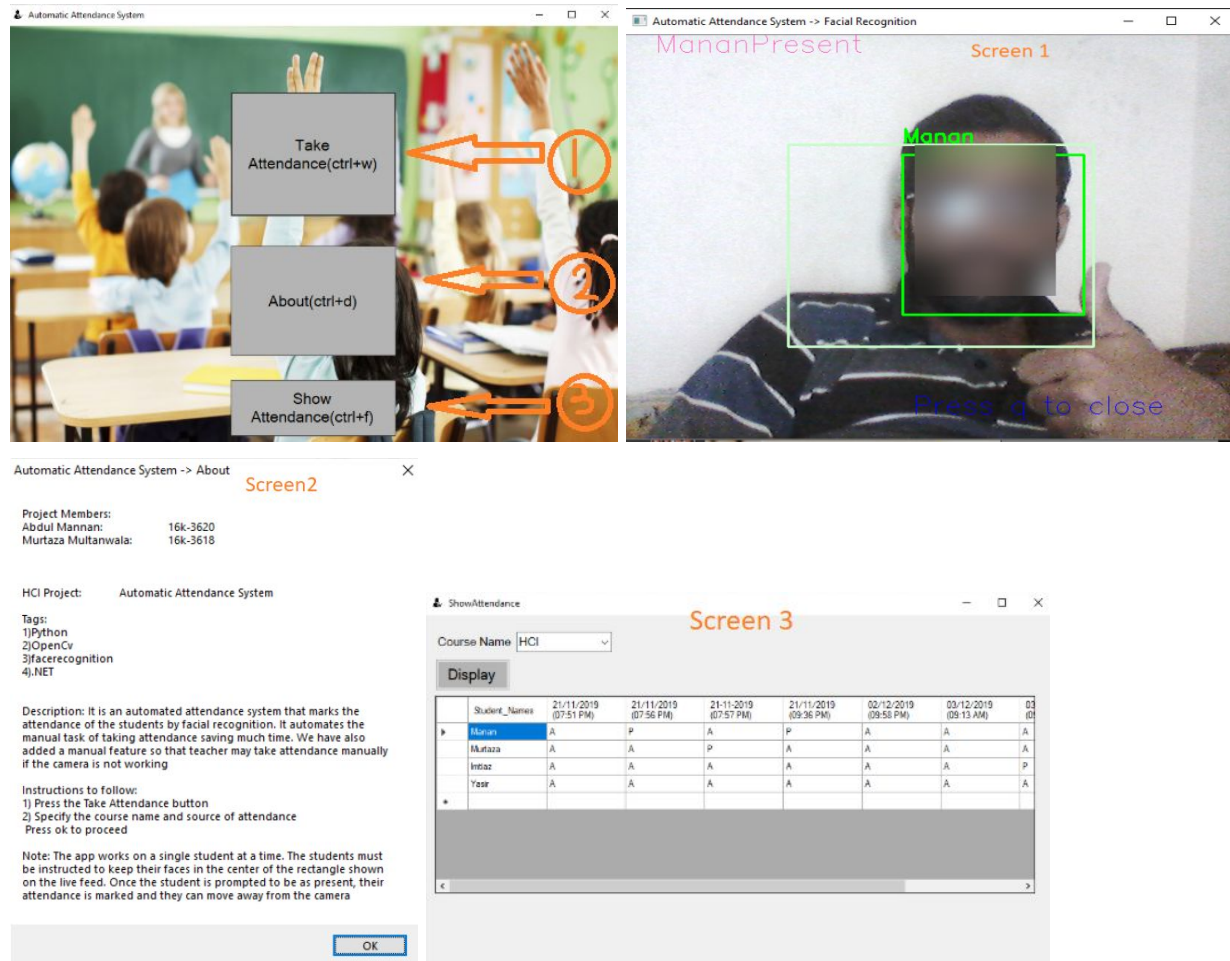 Automatic Attendance System
Take
Attendance(ctrl+w)
1
About(ctrl+d)
2
Show
Attendance(ctrl+f)
3
Automatic Attendance System -> Facial Recognition
MananPresent
Screen 1
Manan
Press q to close
Automatic Attendance System -> About
Screen2
Project Members:
Abdul Mannan: 16k-3620
Murtaza Multanwala: 16k-3618
HCI Project: Automatic Attendance System
Tags:
1)Python
2)OpenCv
3)facerecognition
4).NET
Description: It is an automated attendance system that marks the
attendance of the students by facial recognition. It automates the
manual task of taking attendance saving much time. We have also
added a manual feature so that teacher may take attendance manually
if the camera is not working
Instructions to follow:
1) Press the Take Attendance button
2) Specify the course name and source of attendance
Press ok to proceed
Note: The app works on a single student at a time. The students must
be instructed to keep their faces in the center of the rectangle shown
on the live feed. Once the student is prompted to be as present, their
attendance is marked and they can move away from the camera
OK
ShowAttendance
Screen 3
Course Name HCI
Display
Student_Names 21/11/2019 21/11/2019 21-11-2019 21/11/2019 02/12/2019 03/12/2019 03
(07:51 PM) (07:56 PM) (07:57 PM) (09:36 PM) (09:58 PM) (09:13 AM)
Manan A P A P A A A
Murtaza A A P A A A A
Imtiaz A A A A A A P
Yasir A A A A A A A